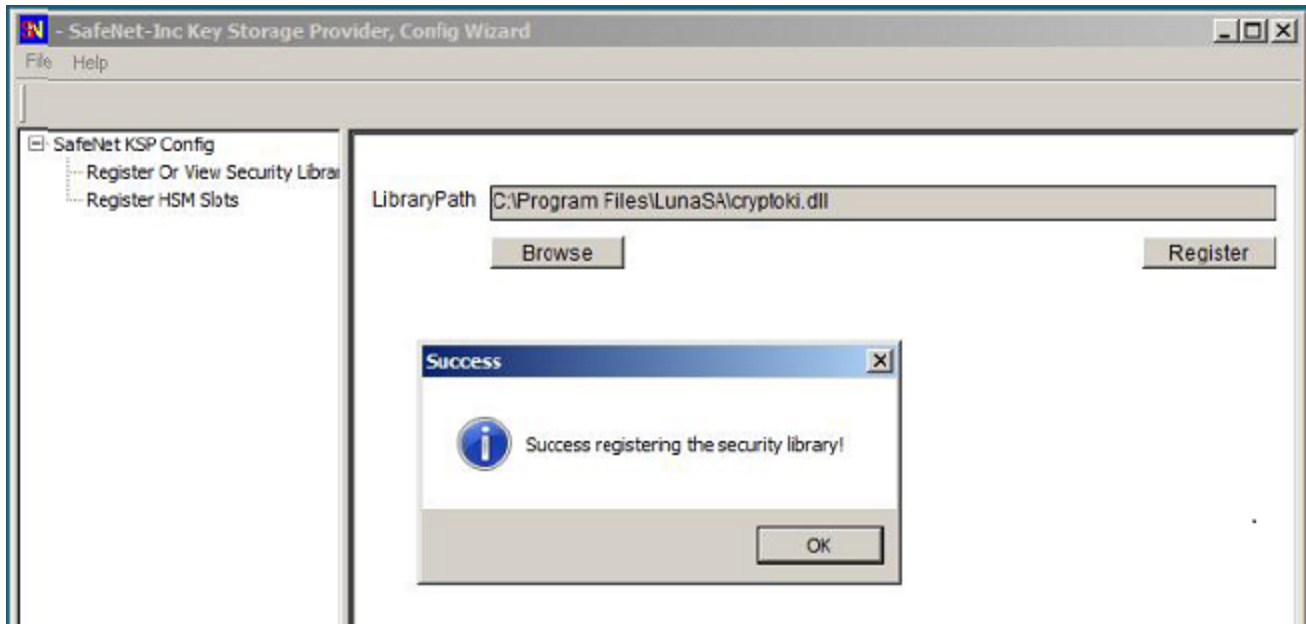 SN - SafeNet-Inc Key Storage Provider, Config Wizard
File Help
SafeNet KSP Config
Register Or View Security Librar
Register HSM Slots
LibraryPath C:\Program Files\LunaSA\cryptoki.dll
Browse Register
Success
Success registering the security library!
OK